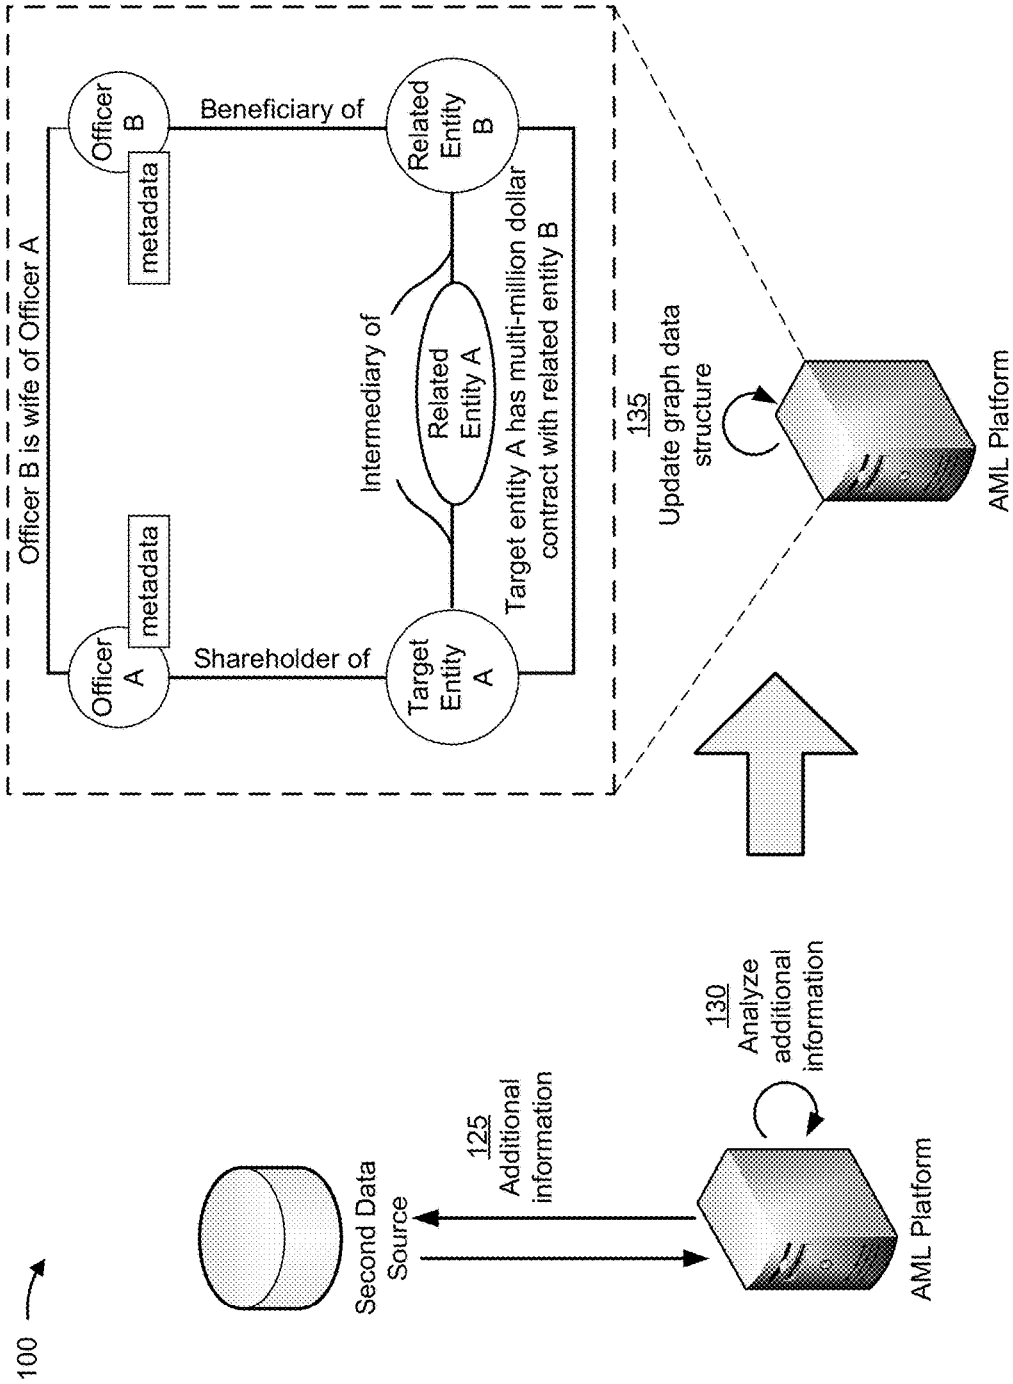 100
Second Data
Source
125
Additional
information
130
Analyze
additional
information
AML Platform
Officer B is wife of Officer A
Officer
A
metadata
Officer
B
metadata
Shareholder of
Beneficiary of
Intermediary of
Target
Entity
A
Related
Entity A
Related
Entity
B
Target entity A has multi-million dollar
contract with related entity B
135
Update graph data
structure
AML Platform